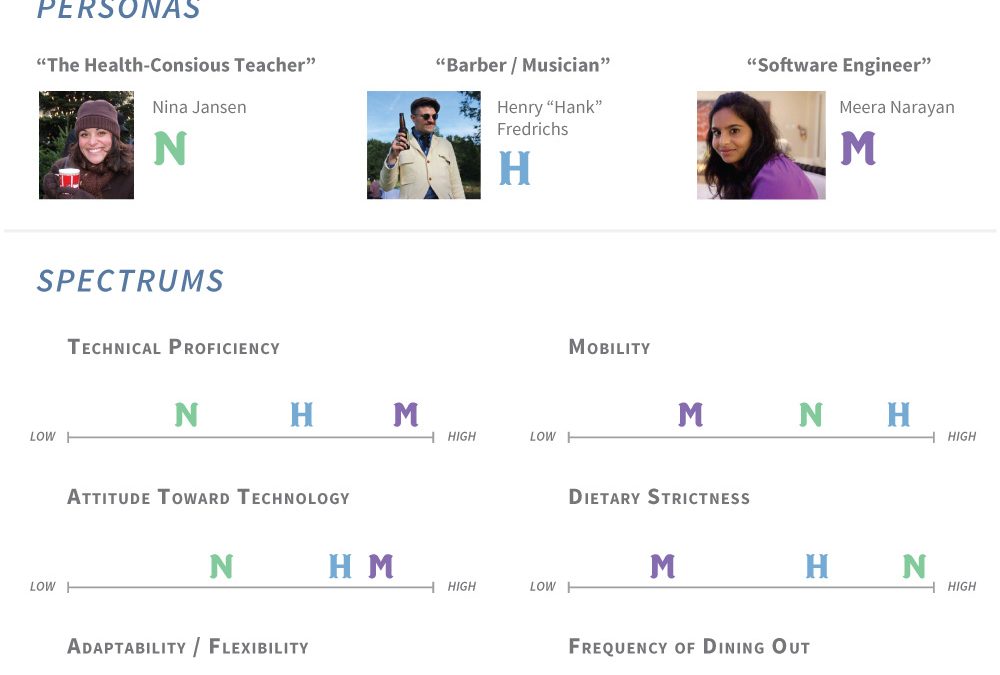 PERSONAS
“The Health-Consious Teacher”
Nina Jansen
N
“Barber / Musician”
Henry “Hank”
Fredrichs
H
“Software Engineer”
Meera Narayan
M
SPECTRUMS
Technical Proficiency
N H M
LOW HIGH
Mobility
M N H
LOW HIGH
Attitude Toward Technology
N H M
LOW HIGH
Dietary Strictness
M H N
LOW HIGH
Adaptability / Flexibility
Frequency of Dining Out